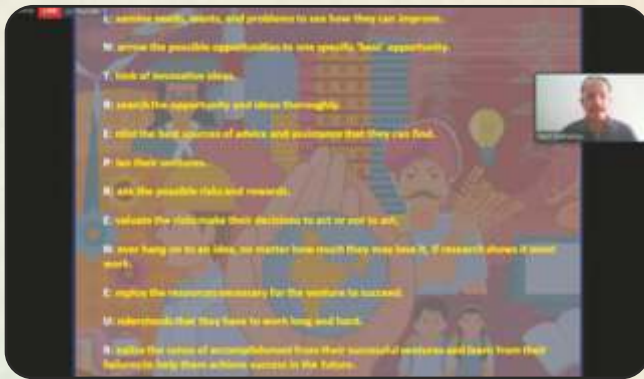 LIVE
E: xamine needs, wants, and problems to see how they can improve.
N: arrow the possible opportunities to one specific "best" opportunity.
T: hink of innovative ideas.
R: search the opportunity and ideas thoroughly.
E: nlist the best sources of advice and assistance that they can find.
P: lan their ventures.
R: ank the possible risks and rewards.
E: valuate the risks make their decisions to act or not to act.
N: ever hang on to an idea, no matter how much they may love it, if research shows it wont
work.
E: mploy the resources necessary for the venture to succeed.
U: nderstands that they have to work long and hard.
R: ealize the sense of accomplishment from their successful ventures and learn from their
failures to help them achieve success in the future.